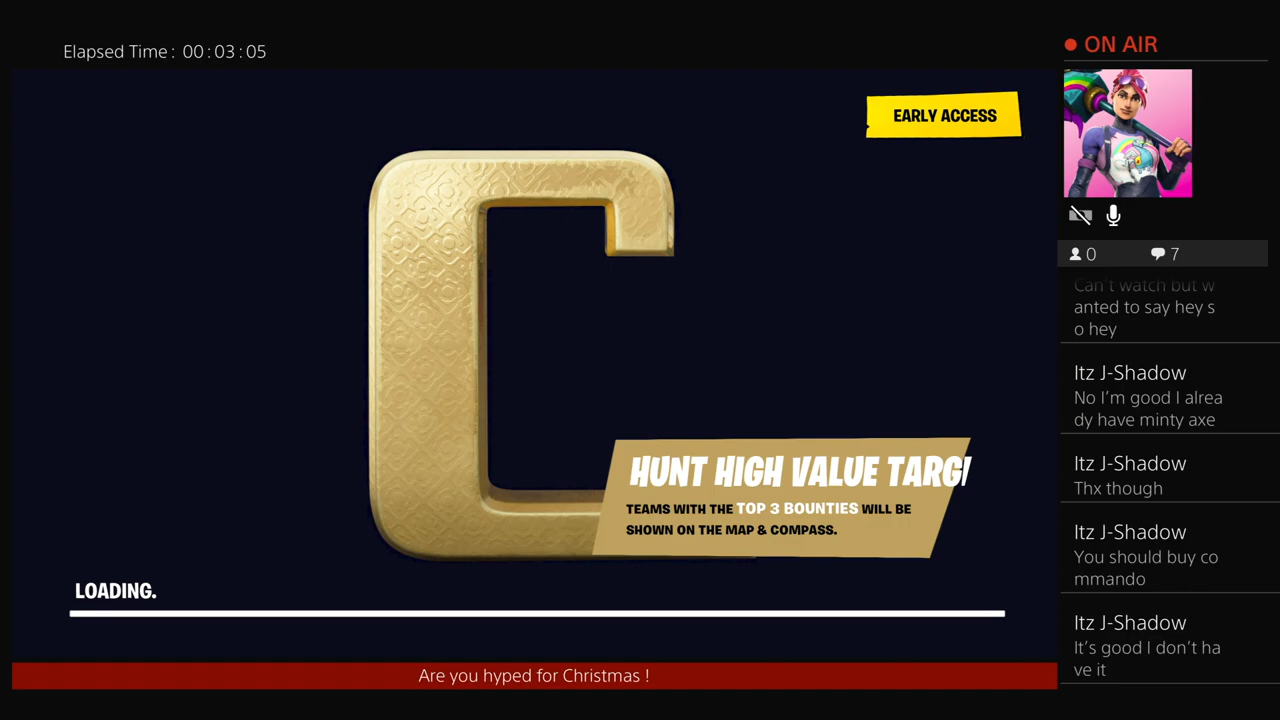 Elapsed Time : 00:03:05
ON AIR
EARLY ACCESS
0
7
Can't watch but w
anted to say hey s
o hey
Itz J-Shadow
No I'm good I alrea
dy have minty axe
Itz J-Shadow
Thx though
Itz J-Shadow
You should buy co
mmando
Itz J-Shadow
It's good I don't ha
ve it
C
HUNT HIGH VALUE TARG
TEAMS WITH THE TOP 3 BOUNTIES WILL BE
SHOWN ON THE MAP & COMPASS.
LOADING.
Are you hyped for Christmas !